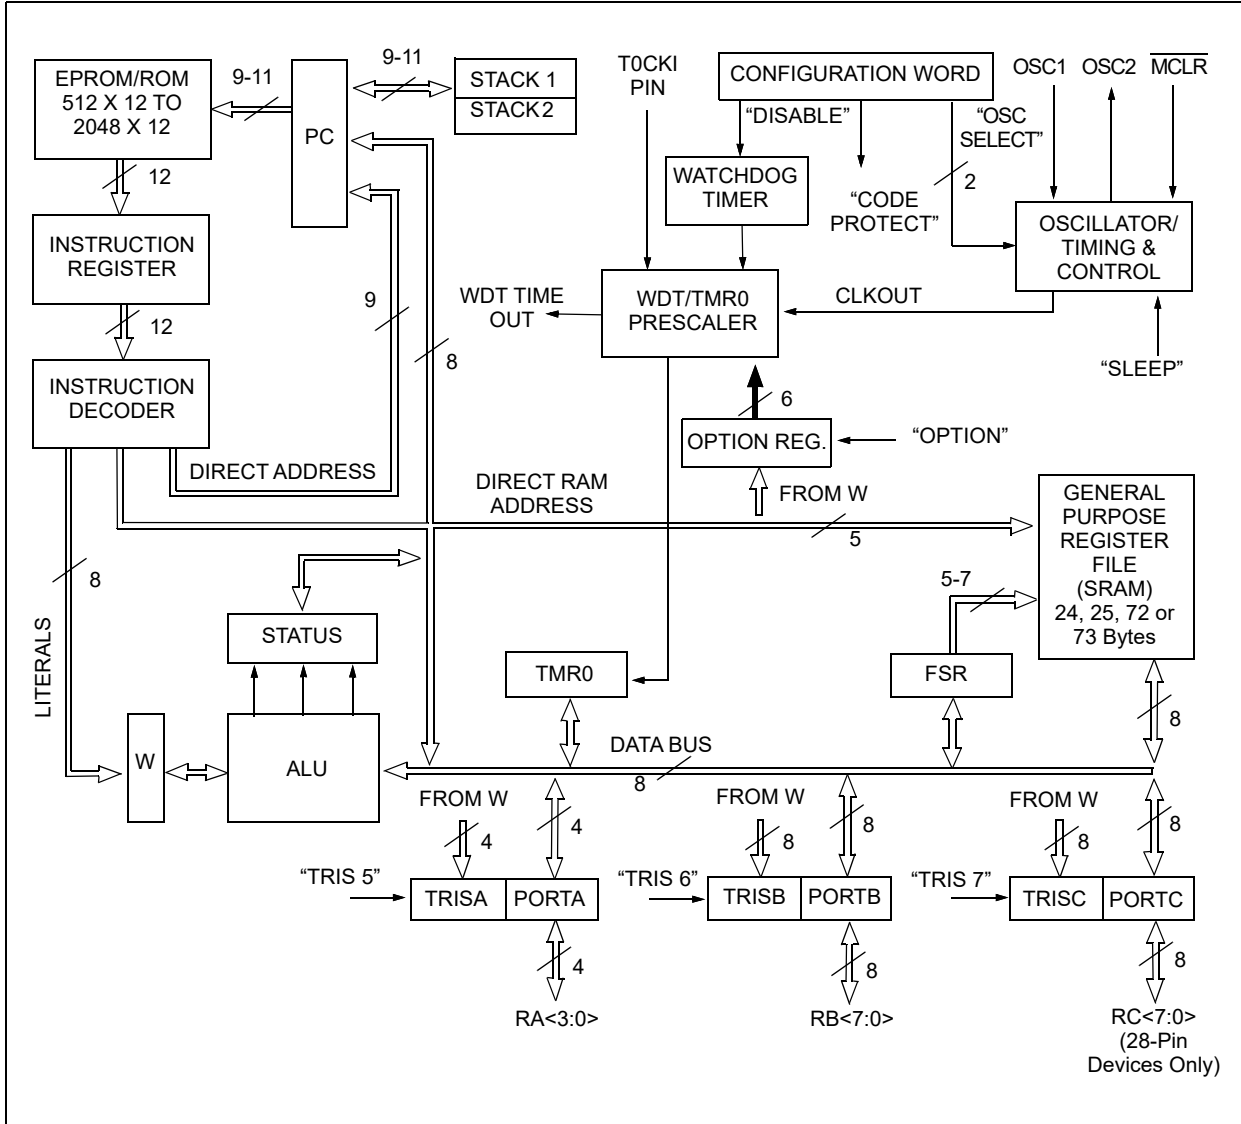 EPROM/ROM
512 X 12 TO
2048 X 12
9-11
PC
9-11
STACK 1
STACK 2
T0CKI
PIN
CONFIGURATION WORD
OSC1
OSC2
MCLR
“DISABLE”
“OSC
SELECT”
2
12
WATCHDOG
TIMER
“CODE
PROTECT”
OSCILLATOR/
TIMING &
CONTROL
INSTRUCTION
REGISTER
9
WDT TIME
OUT
WDT/TMR0
PRESCALER
CLKOUT
12
8
“SLEEP”
INSTRUCTION
DECODER
6
OPTION REG.
“OPTION”
DIRECT ADDRESS
DIRECT RAM
ADDRESS
FROM W
5
GENERAL
PURPOSE
REGISTER
FILE
(SRAM)
24, 25, 72 or
73 Bytes
8
5-7
LITERALS
STATUS
TMR0
FSR
8
W
ALU
DATA BUS
8
FROM W
4
4
FROM W
8
8
FROM W
8
8
“TRIS 5”
TRISA
PORTA
“TRIS 6”
TRISB
PORTB
“TRIS 7”
TRISC
PORTC
4
8
8
RA<3:0>
RB<7:0>
RC<7:0>
(28-Pin
Devices Only)